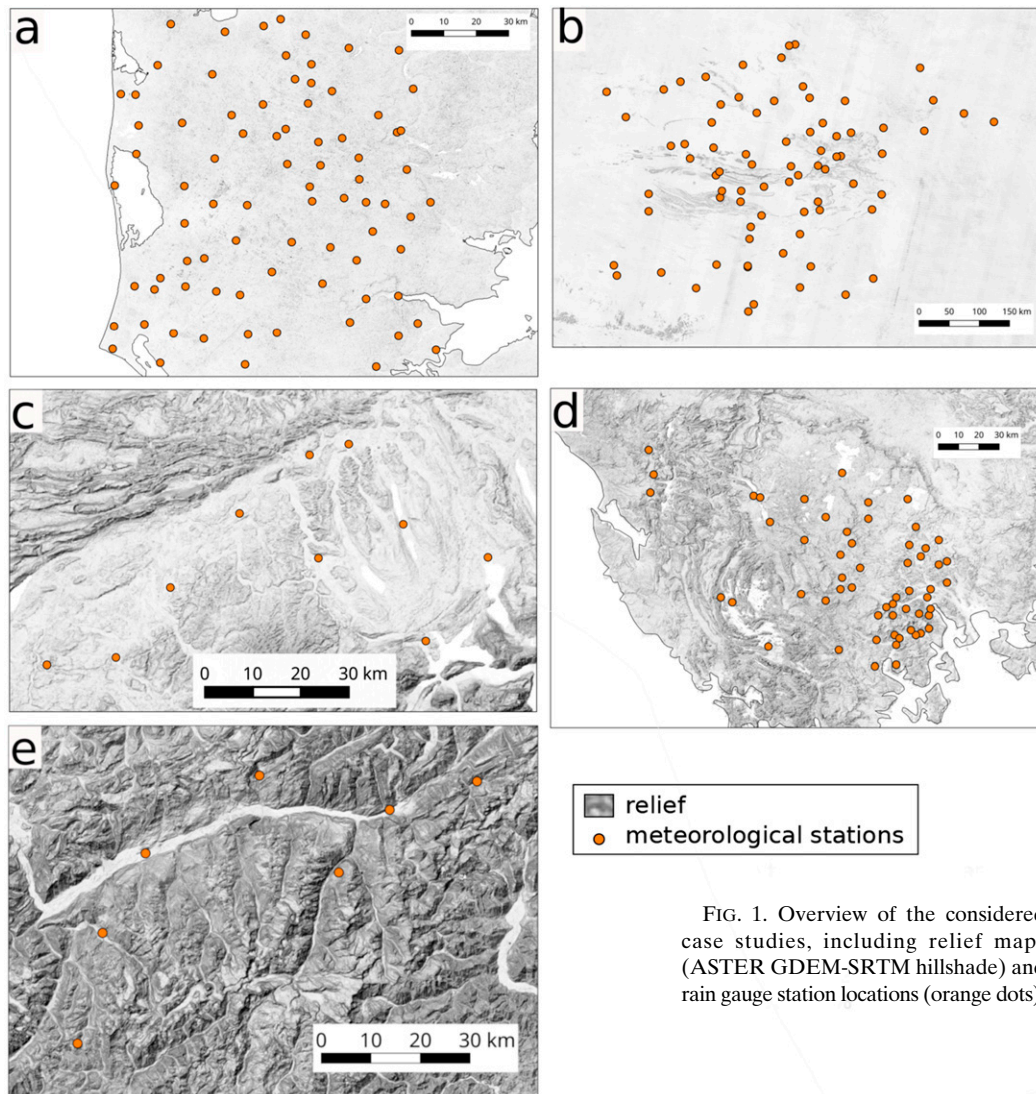 a
0 10 20 30 km
b
0 50 100 150 km
c
0 10 20 30 km
d
0 10 20 30 km
e
0 10 20 30 km
relief
meteorological stations
FIG. 1. Overview of the considered
case studies, including relief map
(ASTER GDEM-SRTM hillshade) and
rain gauge station locations (orange dots)